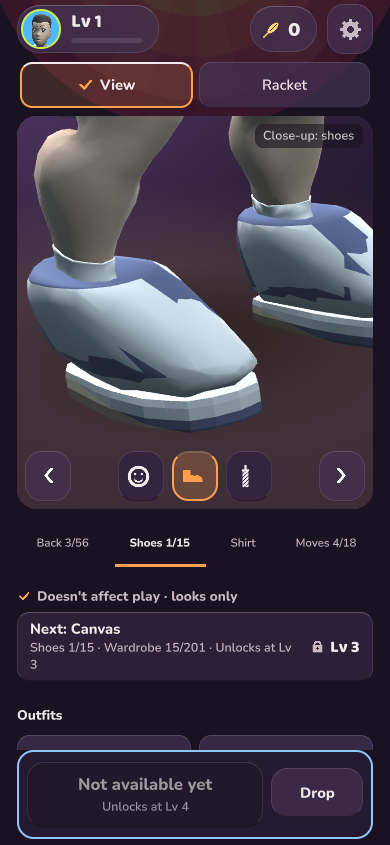 Lv 1
0
View
Racket
Close-up: shoes
Back 3/56
Shoes 1/15
Shirt
Moves 4/18
Doesn't affect play · looks only
Next: Canvas
Shoes 1/15 · Wardrobe 15/201 · Unlocks at Lv
3
Lv 3
Outfits
Not available yet
Unlocks at Lv 4
Drop